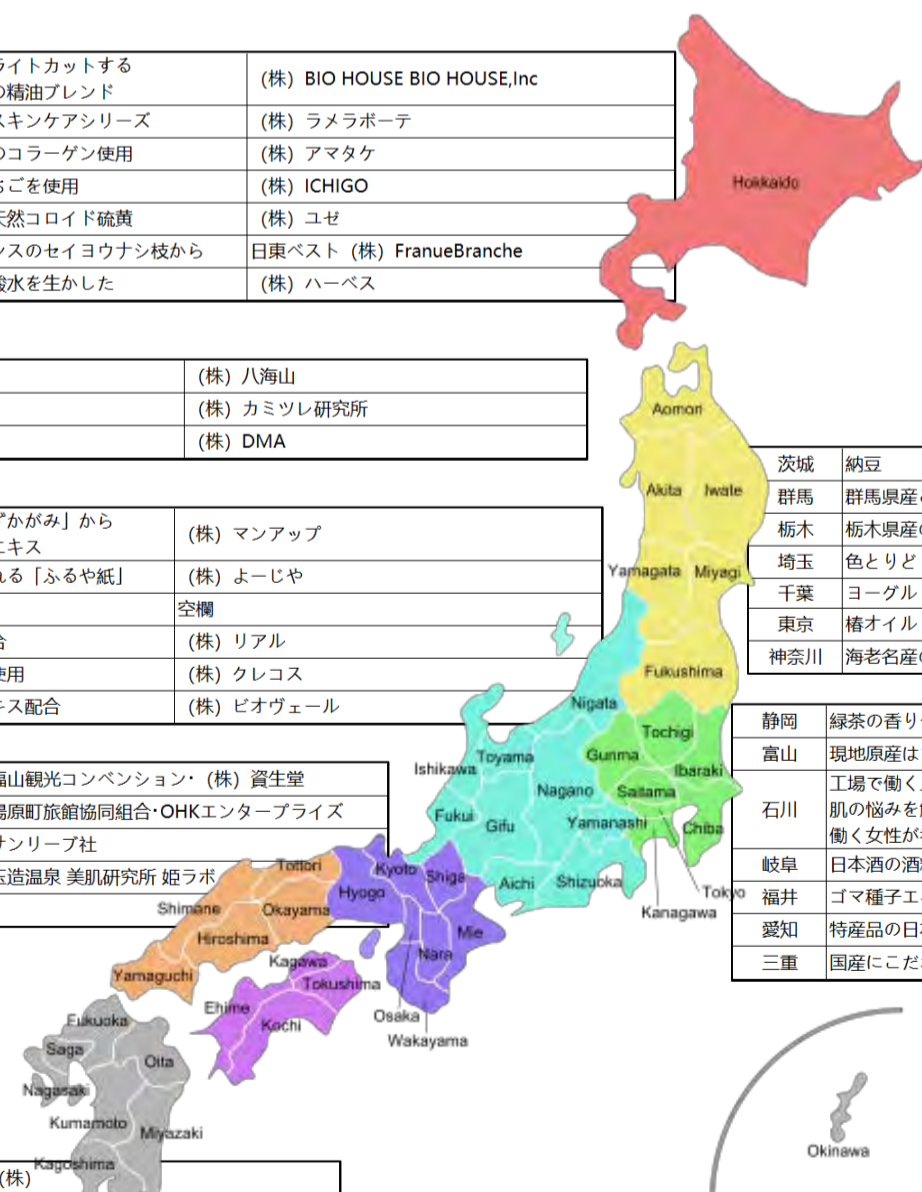 ライトカットする
の精油ブレンド (株) BIO HOUSE BIO HOUSE,Inc
スキンケアシリーズ (株) ラメラボーテ
のコラーゲン使用 (株) アマタケ
ちごを使用 (株) ICHIGO
天然コロイド硫黄 (株) ユゼ
ンスのセイヨウナシ枝から 日東ベスト (株) FranueBranche
酸水を生かした (株) ハーベス
Hokkaido
(株) 八海山
(株) カミツレ研究所
(株) DMA
Aomori
Akita Iwate
Yamagata Miyagi
Fukushima
茨城 納豆
群馬 群馬県産
栃木 栃木県産
埼玉 色とりど
千葉 ヨーグル
東京 椿オイル
神奈川 海老名産
ずかがみ」から
エキス (株) マンアップ
れる「ふるや紙」 (株) よーじや
空欄
合 (株) リアル
使用 (株) クレコス
キス配合 (株) ビオヴェール
Nigata
Tochigi
Gunma
Ibaraki
Toyama
Ishikawa
Nagano
Saitama
Fukui
Gifu
Yamanashi
Chiba
Aichi
Shizuoka
Tokyo
Kanagawa
静岡 緑茶の香り
富山 現地原産は
石川 工場で働く
肌の悩みを
働く女性が
岐阜 日本酒の酒
福井 ゴマ種子エ
愛知 特産品の日
三重 国産にこだ
福山観光コンベンション・ (株) 資生堂
湯原町旅館協同組合・OHKエンタープライズ
サンリーブ社
玉造温泉 美肌研究所 姫ラボ
Tottori
Kyoto
Shiga
Hyogo
Shimane
Okayama
Hiroshima
Mie
Nara
Yamaguchi
Kagawa
Tokushima
Ehime
Kochi
Osaka
Wakayama
Fukuoka
Saga
Oita
Nagasaki
Kumamoto
Miyazaki
Kagoshima
(株)
Okinawa